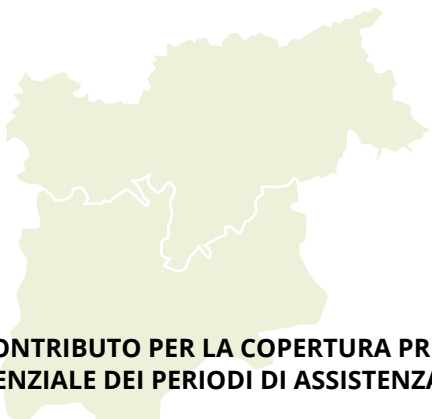 ONTRIBUTO PER LA COPERTURA PR
ENZIALE DEI PERIODI DI ASSISTENZA